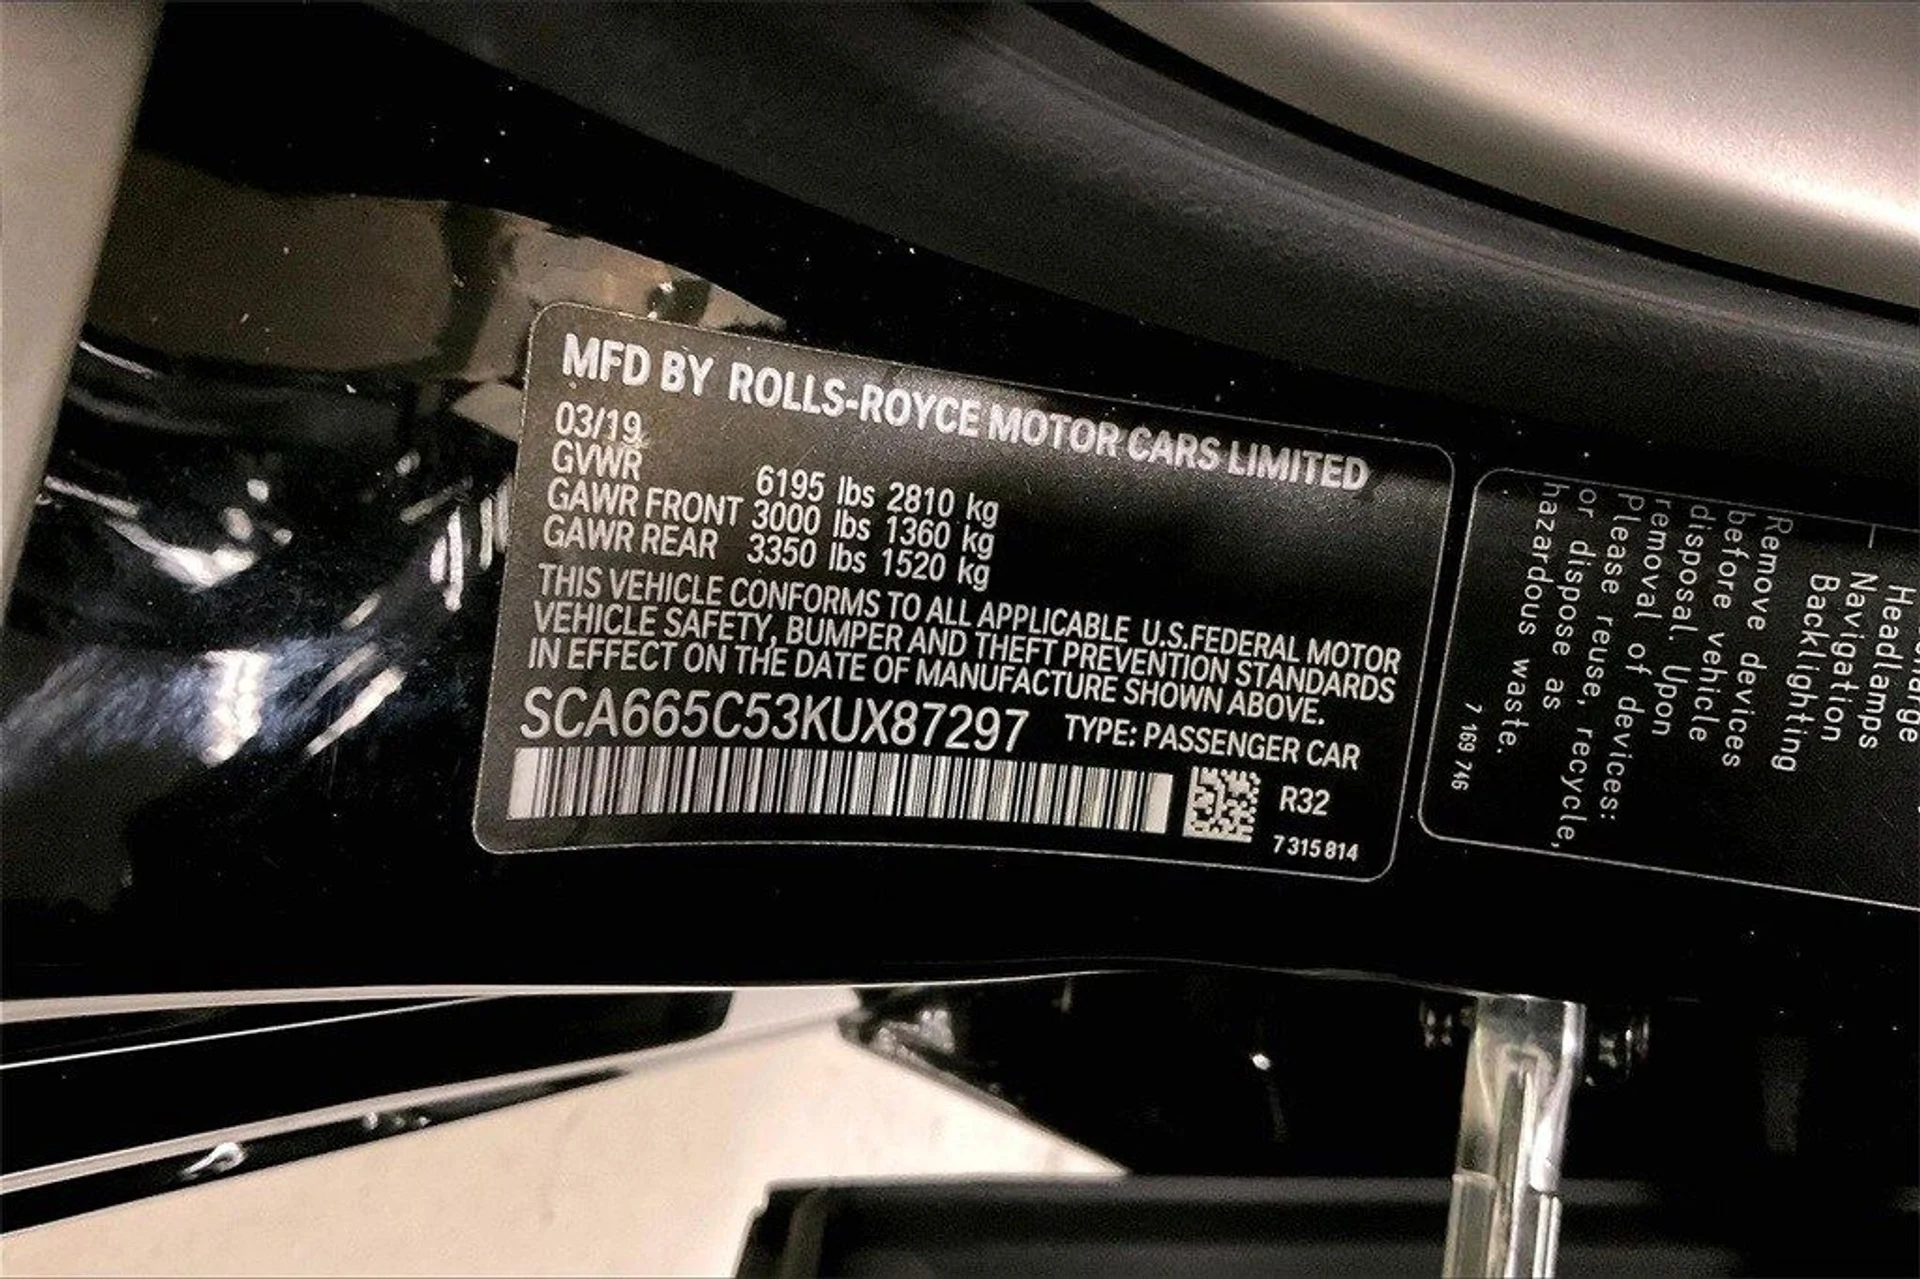 MFD BY ROLLS-ROYCE MOTOR CARS LIMITED
03/19
GVWR 6195 lbs 2810 kg
GAWR FRONT 3000 lbs 1360 kg
GAWR REAR 3350 lbs 1520 kg
THIS VEHICLE CONFORMS TO ALL APPLICABLE U.S.FEDERAL MOTOR
VEHICLE SAFETY, BUMPER AND THEFT PREVENTION STANDARDS
IN EFFECT ON THE DATE OF MANUFACTURE SHOWN ABOVE.
SCA665C53KUX87297 TYPE: PASSENGER CAR
R32
7 315 814
Headlamps
Navigation
Backlighting
Remove devices
before vehicle
disposal. Upon
removal of devices:
Please reuse, recycle,
or dispose as
hazardous waste.
7 169 746